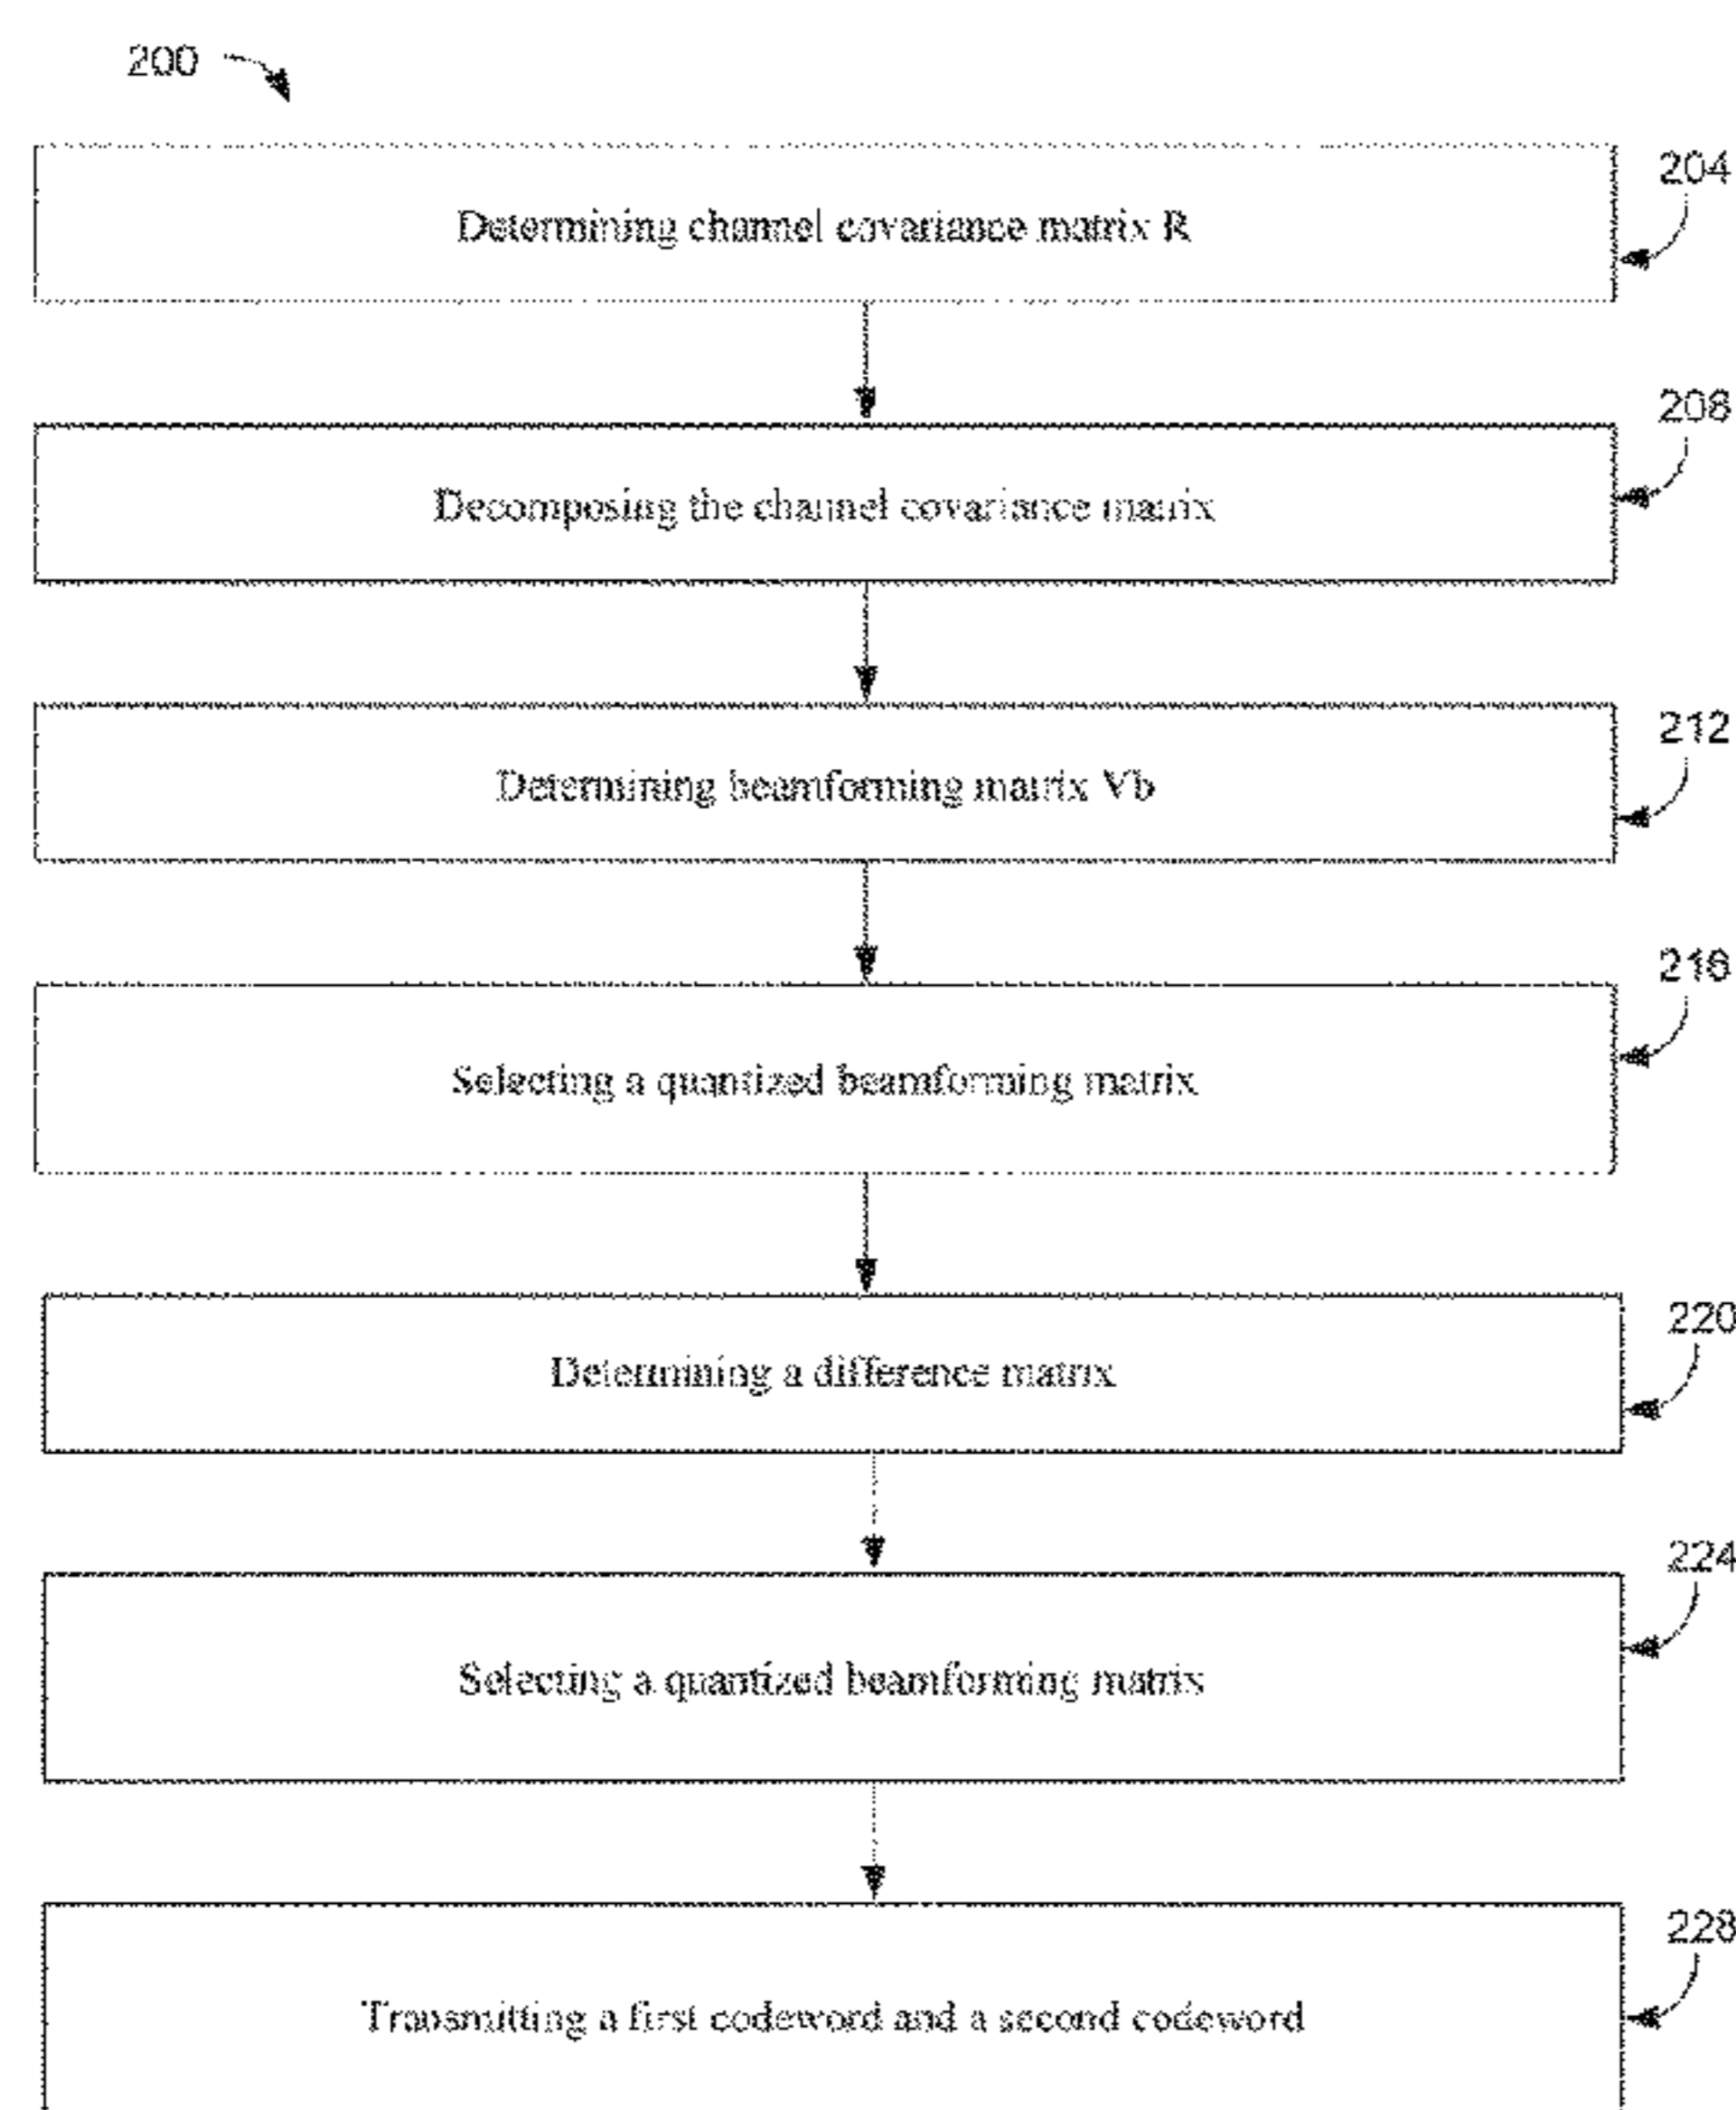 200
204
Determining channel covariance matrix R
208
Decomposing the channel covariance matrix
212
Determining beamforming matrix Vb
216
Selecting a quantized beamforming matrix
220
Determining a difference matrix
224
Selecting a quantized beamforming matrix
228
Transmitting a first codeword and a second codeword